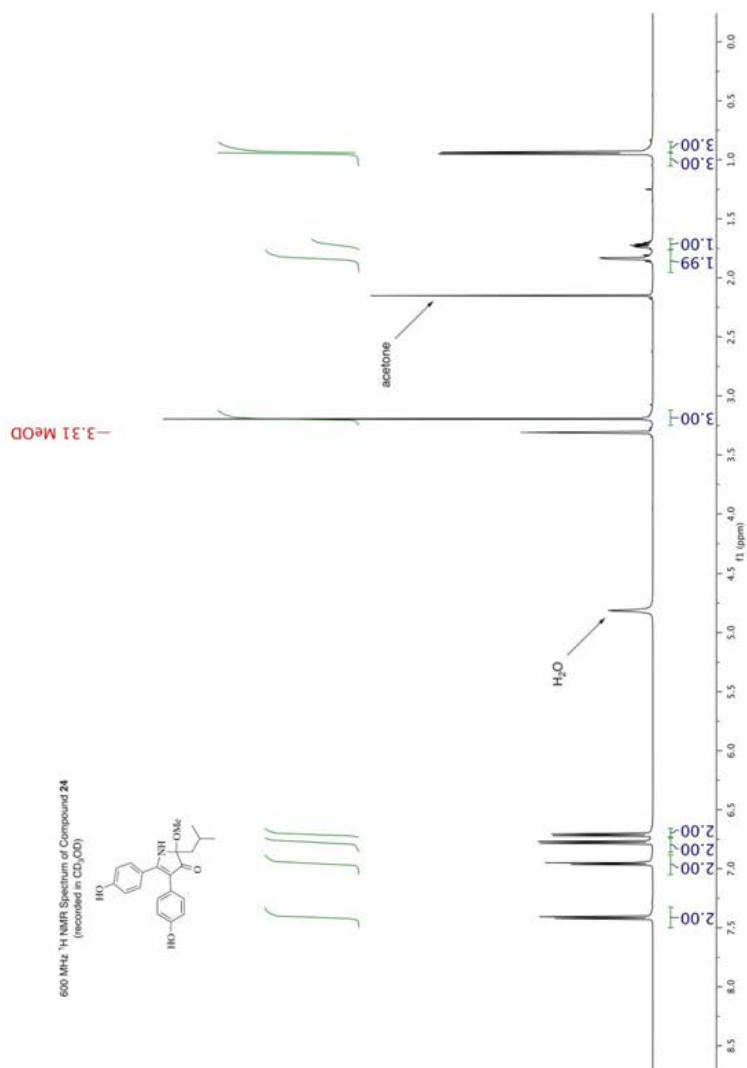 600 MHz ¹H NMR Spectrum of Compound 24
(recorded in CD₃OD)
HO
HO
NH
OMe
O
—3.31 MeOD
H₂O
acetone
2.00
2.00
2.00
2.00
3.00
1.99
1.00
3.00
3.00
8.5
8.0
7.5
7.0
6.5
6.0
5.5
5.0
4.5
4.0
3.5
3.0
2.5
2.0
1.5
1.0
0.5
0.0
f1 (ppm)